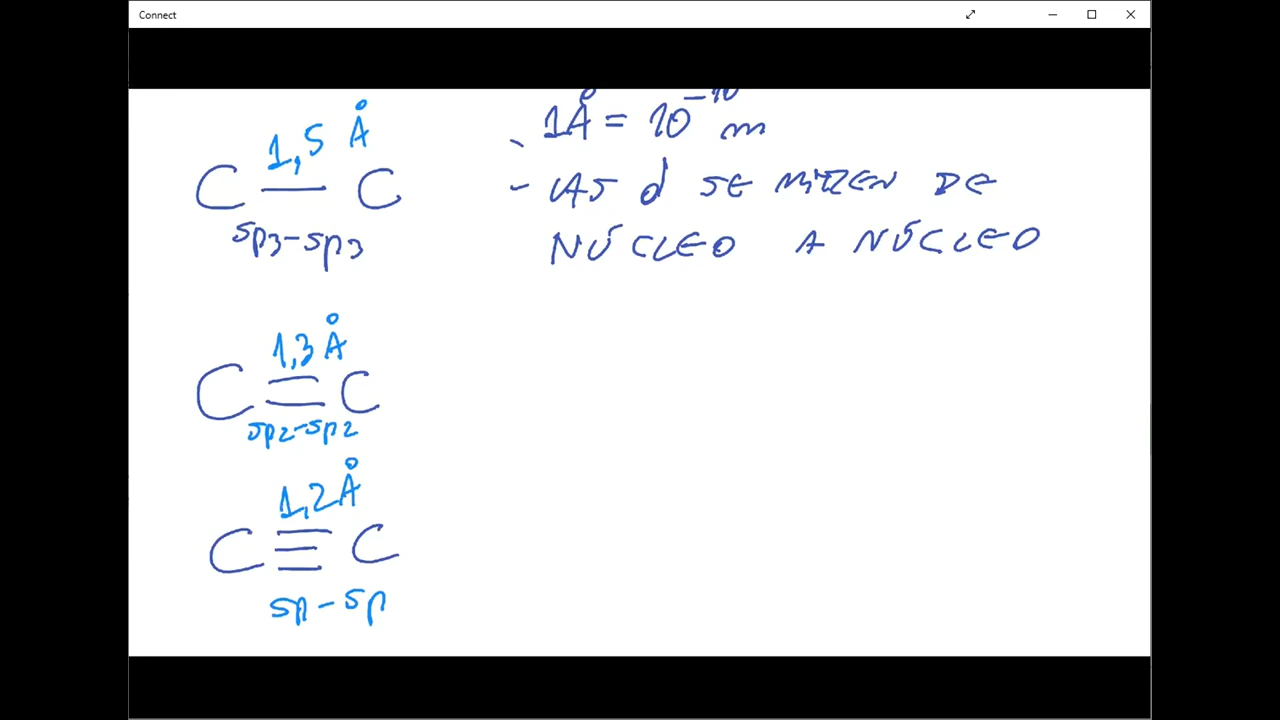 Connect
1,5 Å
C — C
sp3-sp3
1Å = 10⁻¹⁰ m
- LAS d SE MIDEN DE
NÚCLEO A NÚCLEO
1,3 Å
C = C
sp2-sp2
1,2 Å
C ≡ C
sp - sp